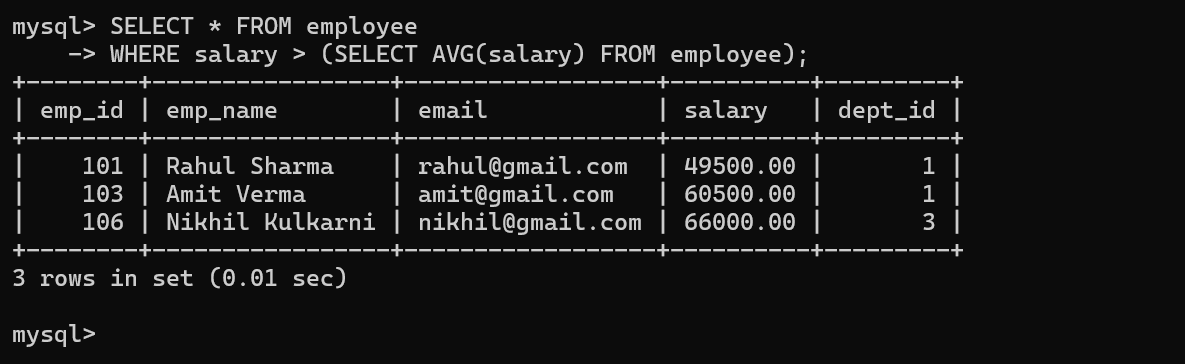 mysql> SELECT * FROM employee
    -> WHERE salary > (SELECT AVG(salary) FROM employee);
+--------+----------------+------------------+----------+---------+
| emp_id | emp_name       | email            | salary   | dept_id |
+--------+----------------+------------------+----------+---------+
|    101 | Rahul Sharma   | rahul@gmail.com  | 49500.00 |       1 |
|    103 | Amit Verma     | amit@gmail.com   | 60500.00 |       1 |
|    106 | Nikhil Kulkarni | nikhil@gmail.com | 66000.00 |       3 |
+--------+----------------+------------------+----------+---------+
3 rows in set (0.01 sec)

mysql>